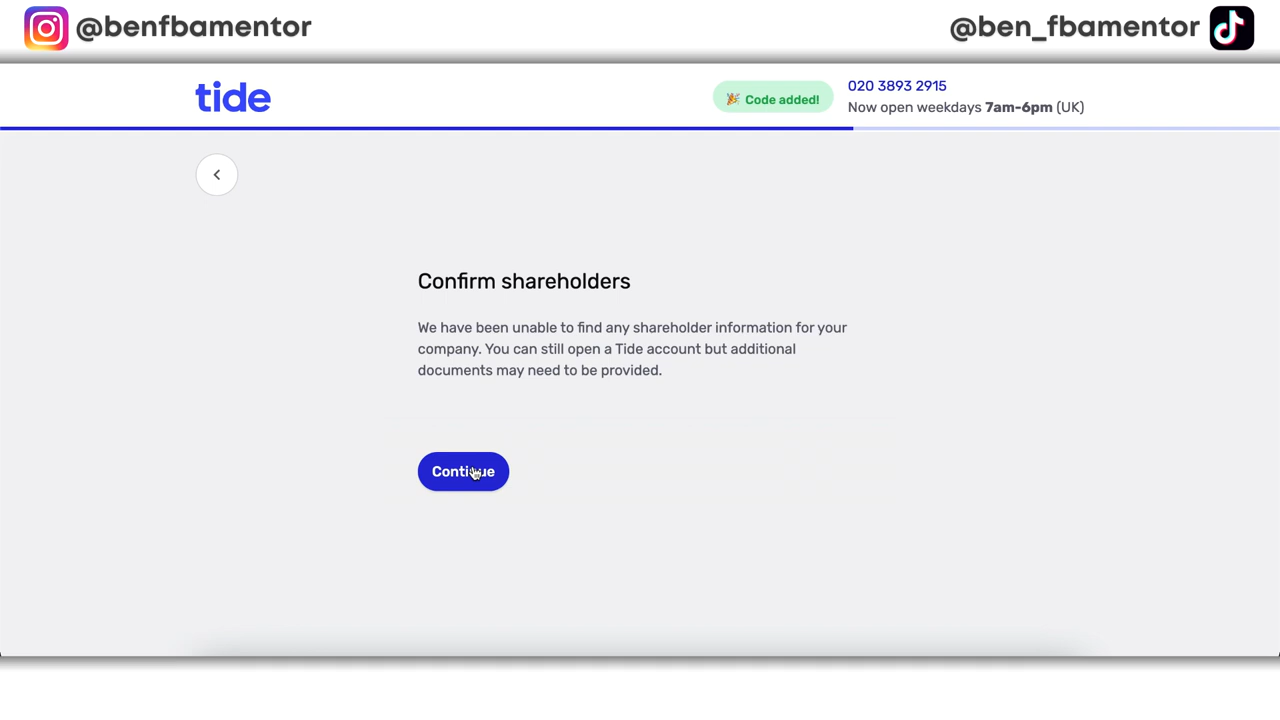 @benfbamentor
@ben_fbamentor
tide
🎉 Code added!
020 3893 2915
Now open weekdays 7am-6pm (UK)
Confirm shareholders
We have been unable to find any shareholder information for your
company. You can still open a Tide account but additional
documents may need to be provided.
Continue